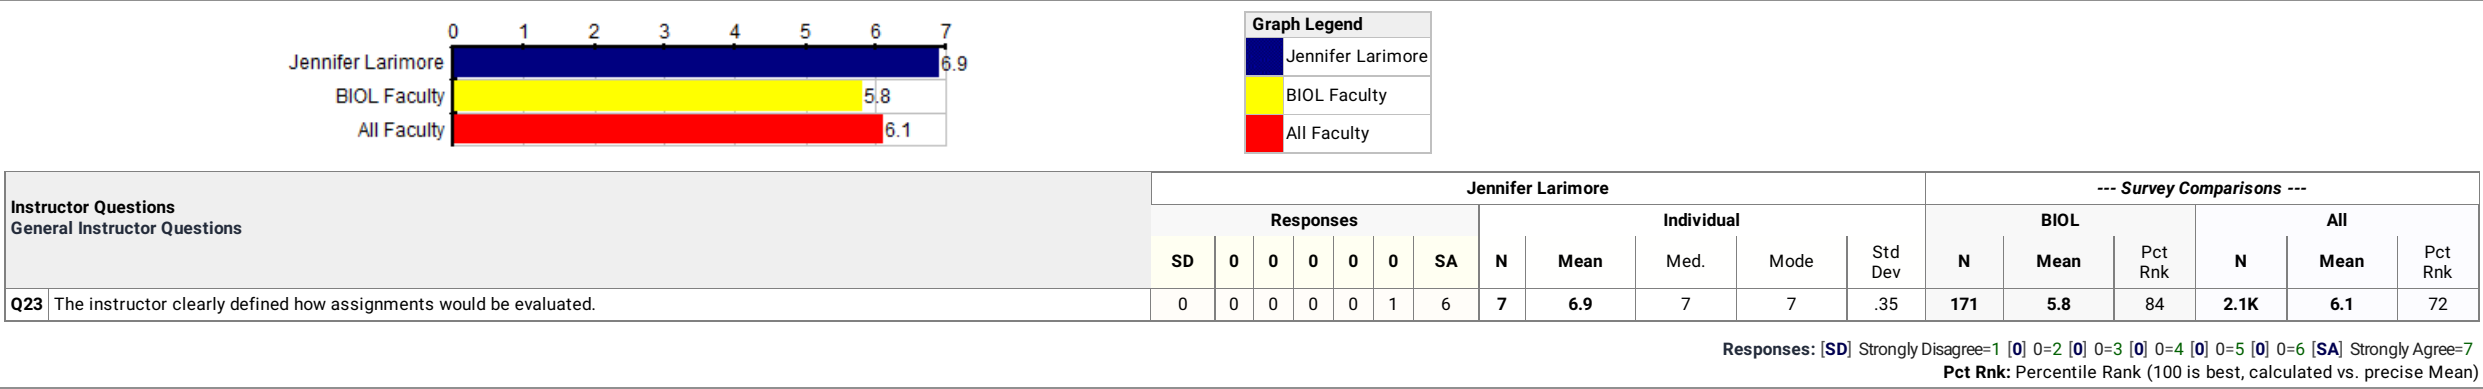 0 1 2 3 4 5 6 7
Jennifer Larimore 6.9
BIOL Faculty 5.8
All Faculty 6.1
Graph Legend
Jennifer Larimore
BIOL Faculty
All Faculty
Instructor Questions
General Instructor Questions
Jennifer Larimore --- Survey Comparisons ---
Responses Individual BIOL All
SD 0 0 0 0 0 SA N Mean Med. Mode Std Dev N Mean Pct Rnk N Mean Pct Rnk
Q23 The instructor clearly defined how assignments would be evaluated. 0 0 0 0 0 1 6 7 6.9 7 7 .35 171 5.8 84 2.1K 6.1 72
Responses: [SD] Strongly Disagree=1 [0] 0=2 [0] 0=3 [0] 0=4 [0] 0=5 [0] 0=6 [SA] Strongly Agree=7
Pct Rnk: Percentile Rank (100 is best, calculated vs. precise Mean)